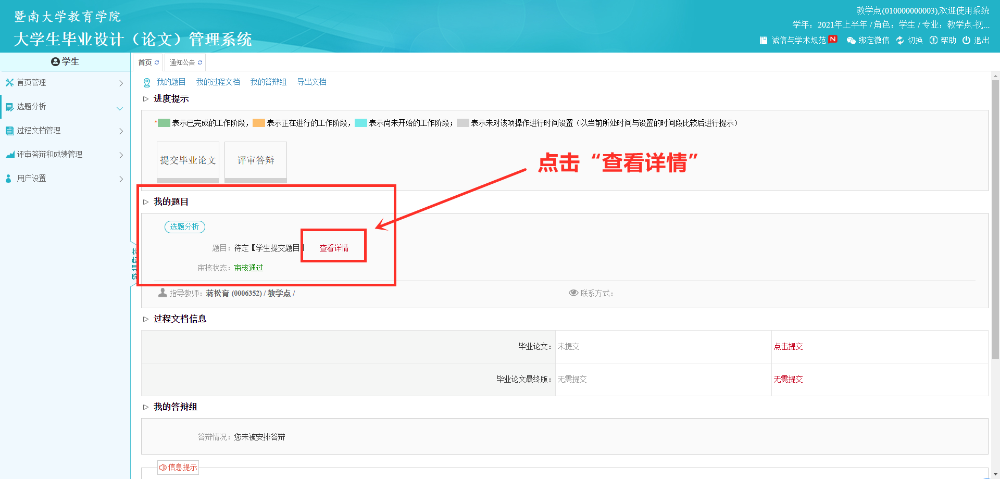 暨南大学教育学院
大学生毕业设计（论文）管理系统
教学点(010000000003),欢迎使用系统
学年：2021年上半年 / 角色：学生 / 专业：教学点-视...
诚信与学术规范 N 绑定微信 切换 帮助 退出
学生
首页管理
选题分析
过程文档管理
评审答辩和成绩管理
用户设置
收起导航
首页 通知公告
我的题目 我的过程文档 我的答辩组 导出文档
进度提示
* 表示已完成的工作阶段， 表示正在进行的工作阶段， 表示尚未开始的工作阶段； 表示未对该项操作进行时间设置（以当前所处时间与设置的时间段比较后进行提示）
提交毕业论文 评审答辩
点击“查看详情”
我的题目
选题分析
题目：待定【学生提交题目】 查看详情
审核状态：审核通过
指导教师：蒋松育 (0006352) / 教学点 / 联系方式：
过程文档信息
毕业论文： 未提交 点击提交
毕业论文最终版： 无需提交 无需提交
我的答辩组
答辩情况：您未被安排答辩
信息提示